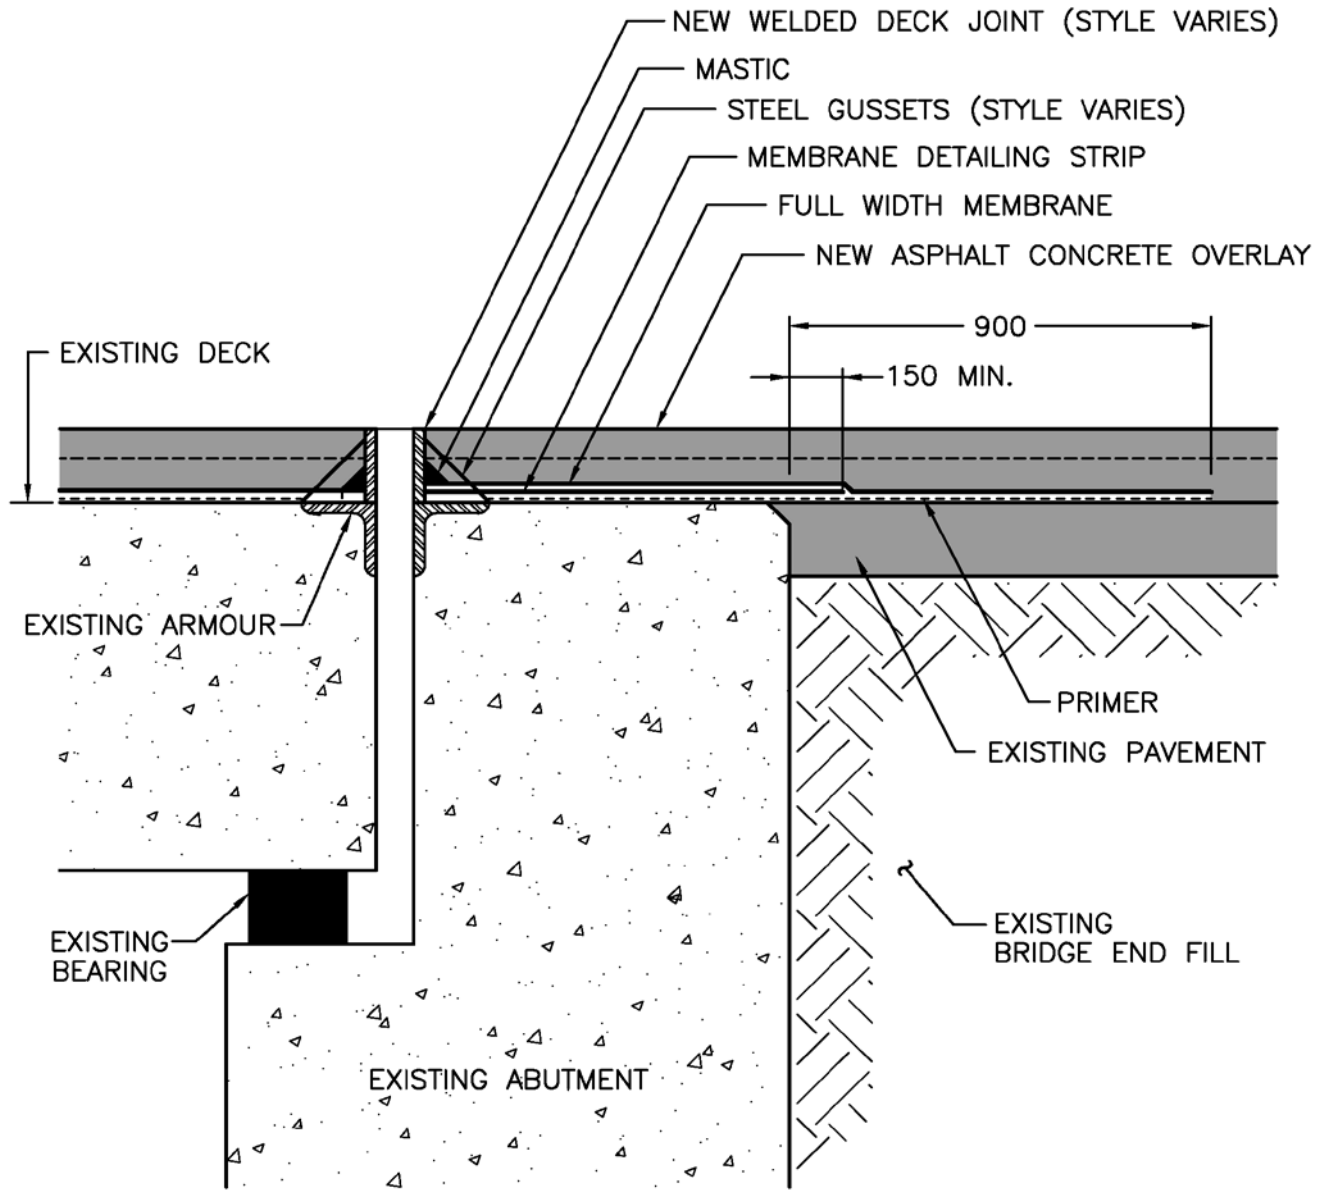 NEW WELDED DECK JOINT (STYLE VARIES)
MASTIC
STEEL GUSSETS (STYLE VARIES)
MEMBRANE DETAILING STRIP
FULL WIDTH MEMBRANE
NEW ASPHALT CONCRETE OVERLAY
900
EXISTING DECK
150 MIN.
EXISTING ARMOUR
PRIMER
EXISTING PAVEMENT
EXISTING
BRIDGE END FILL
EXISTING
BEARING
EXISTING ABUTMENT